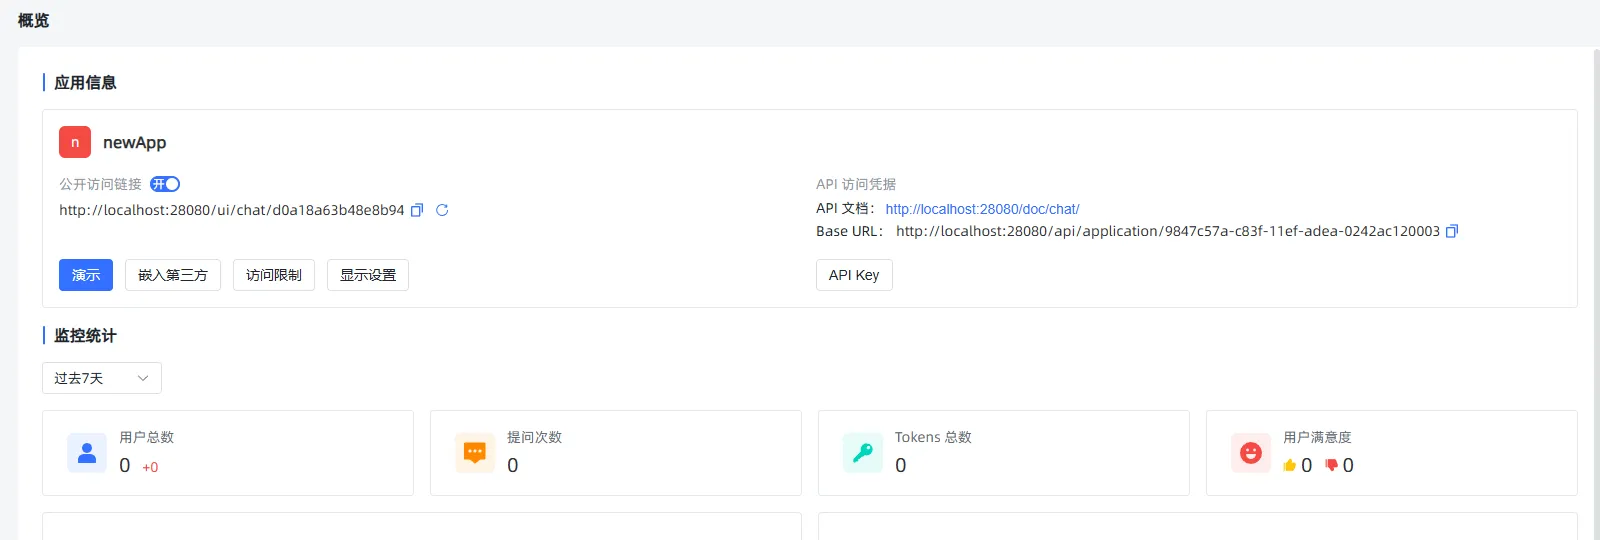 概览
应用信息
n newApp
公开访问链接 开
http://localhost:28080/ui/chat/d0a18a63b48e8b94
演示 嵌入第三方 访问限制 显示设置
API 访问凭据
API 文档： http://localhost:28080/doc/chat/
Base URL： http://localhost:28080/api/application/9847c57a-c83f-11ef-adea-0242ac120003
API Key
监控统计
过去7天
用户总数
0 +0
提问次数
0
Tokens 总数
0
用户满意度
0 0